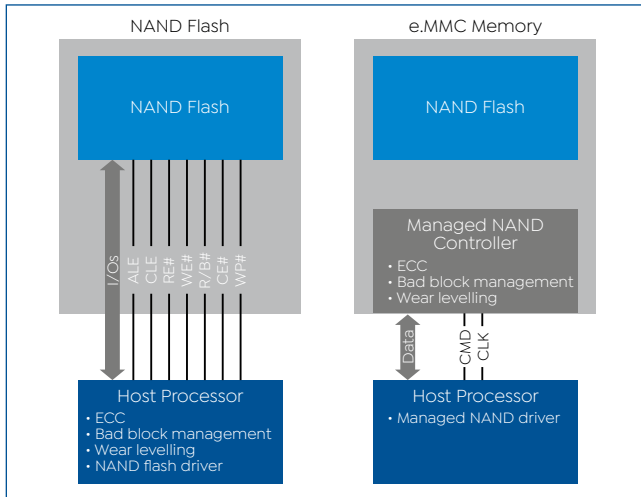 NAND Flash
NAND Flash
I/Os
ALE
CLE
RE#
WE#
R/B#
CE#
WP#
Host Processor
• ECC
• Bad block management
• Wear levelling
• NAND flash driver
e.MMC Memory
NAND Flash
Managed NAND
Controller
• ECC
• Bad block management
• Wear levelling
Data
CMD
CLK
Host Processor
• Managed NAND driver